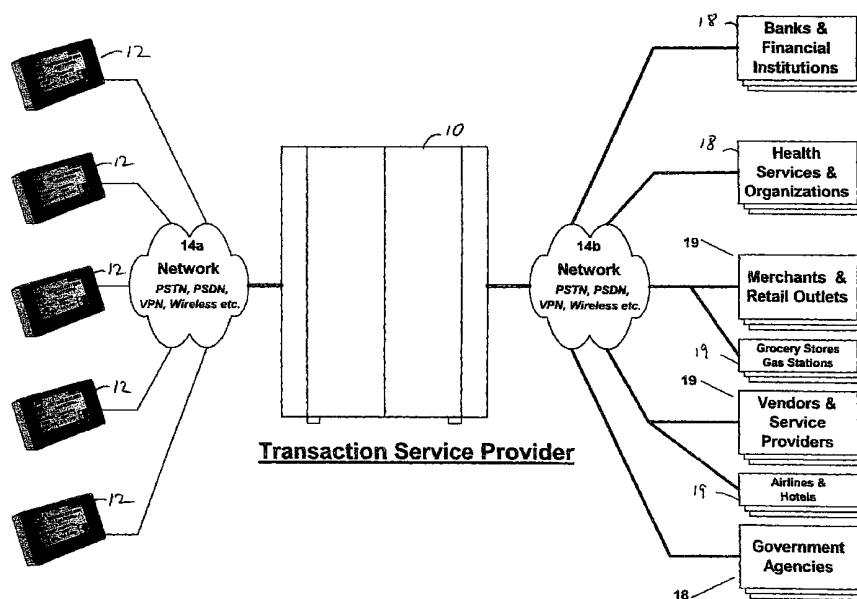 12
12
12
12
12
14a
Network
PSTN, PSDN,
VPN, Wireless etc.
10
Transaction Service Provider
14b
Network
PSTN, PSDN,
VPN, Wireless etc.
18
Banks &
Financial
Institutions
18
Health
Services &
Organizations
19
Merchants &
Retail Outlets
19
Grocery Stores
Gas Stations
19
Vendors &
Service
Providers
19
Airlines &
Hotels
Government
Agencies
18